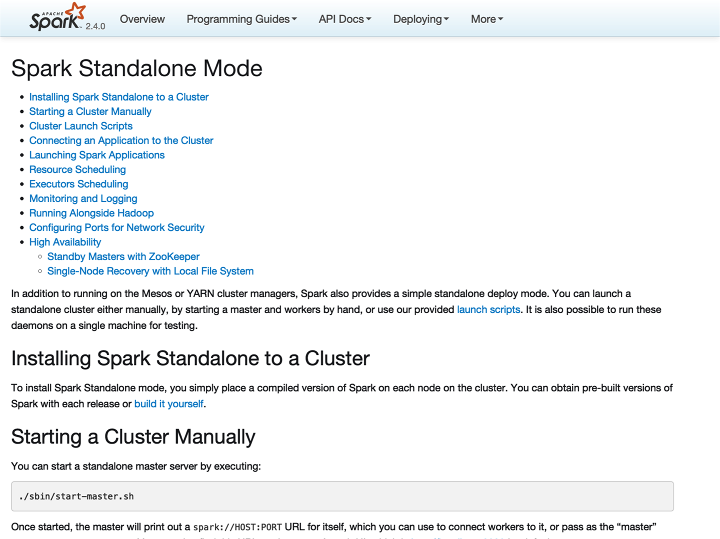 APACHE
Spark 2.4.0 Overview Programming Guides API Docs Deploying More
Spark Standalone Mode
Installing Spark Standalone to a Cluster
Starting a Cluster Manually
Cluster Launch Scripts
Connecting an Application to the Cluster
Launching Spark Applications
Resource Scheduling
Executors Scheduling
Monitoring and Logging
Running Alongside Hadoop
Configuring Ports for Network Security
High Availability
Standby Masters with ZooKeeper
Single-Node Recovery with Local File System
In addition to running on the Mesos or YARN cluster managers, Spark also provides a simple standalone deploy mode. You can launch a
standalone cluster either manually, by starting a master and workers by hand, or use our provided launch scripts. It is also possible to run these
daemons on a single machine for testing.
Installing Spark Standalone to a Cluster
To install Spark Standalone mode, you simply place a compiled version of Spark on each node on the cluster. You can obtain pre-built versions of
Spark with each release or build it yourself.
Starting a Cluster Manually
You can start a standalone master server by executing:
./sbin/start-master.sh
Once started, the master will print out a spark://HOST:PORT URL for itself, which you can use to connect workers to it, or pass as the “master”